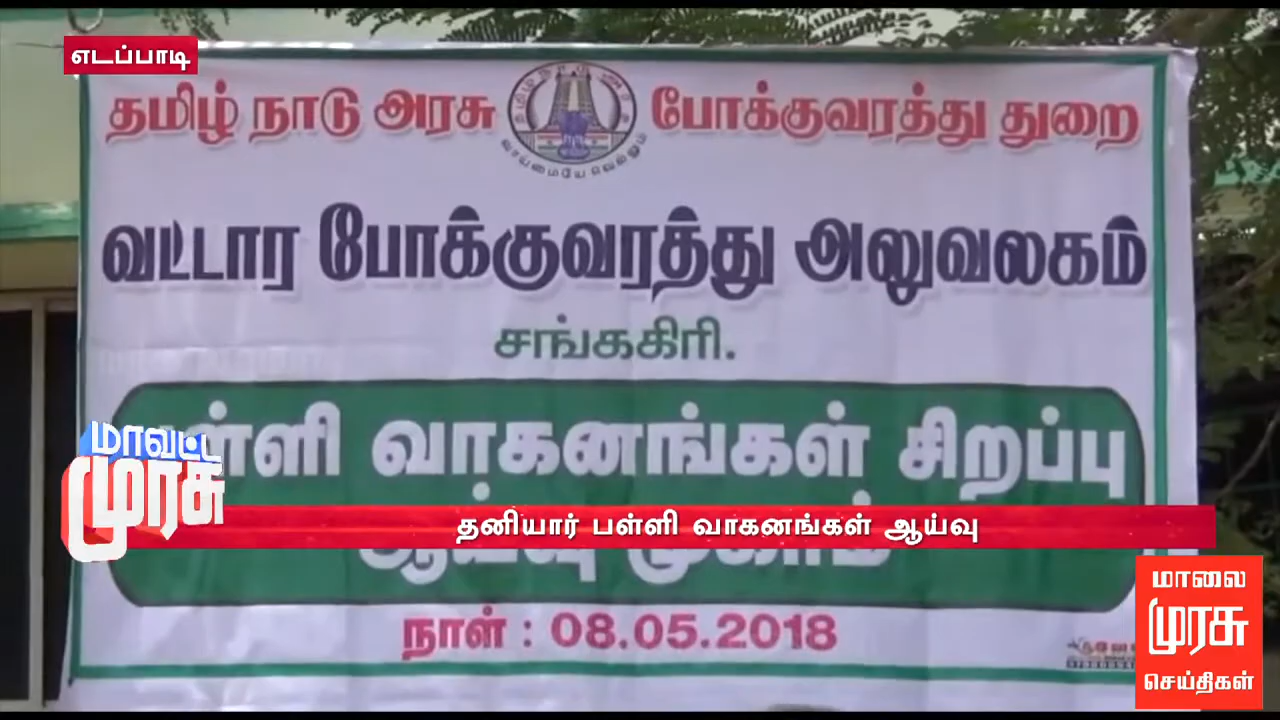 எடப்பாடி
தமிழ் நாடு அரசு போக்குவரத்து துறை
வாய்மையே வெல்லும்
வட்டார போக்குவரத்து அலுவலகம்
சங்ககிரி.
வாகனங்கள் சிறப்பு
மாவட்ட
முரசு
தனியார் பள்ளி வாகனங்கள் ஆய்வு
ஆய்வு முகாம்
நாள் : 08.05.2018
மாலை
முரசு
செய்திகள்